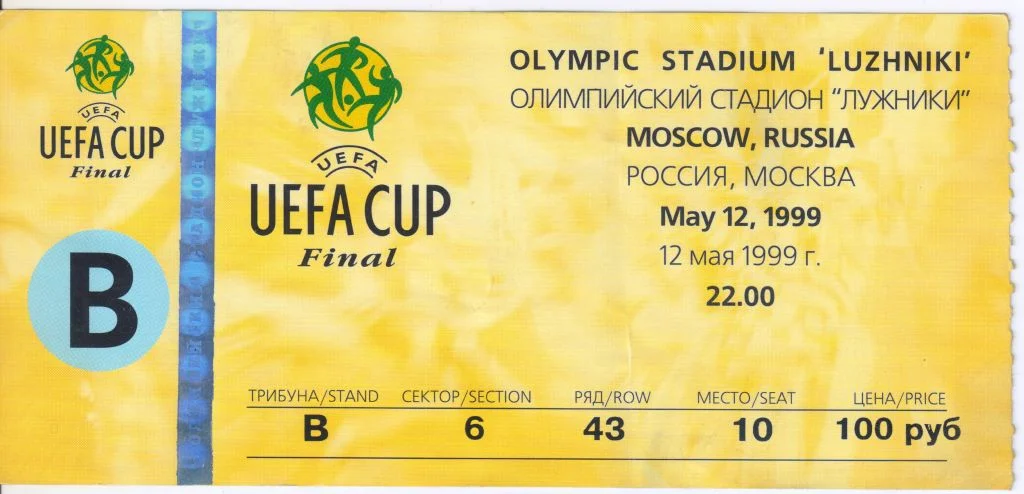 UEFA
UEFA CUP
Final
B
UEFA
UEFA CUP
Final
OLYMPIC STADIUM 'LUZHNIKI'
ОЛИМПИЙСКИЙ СТАДИОН "ЛУЖНИКИ"
MOSCOW, RUSSIA
РОССИЯ, МОСКВА
May 12, 1999
12 мая 1999 г.
22.00
ТРИБУНА/STAND СЕКТОР/SECTION РЯД/ROW МЕСТО/SEAT ЦЕНА/PRICE
B 6 43 10 100 руб